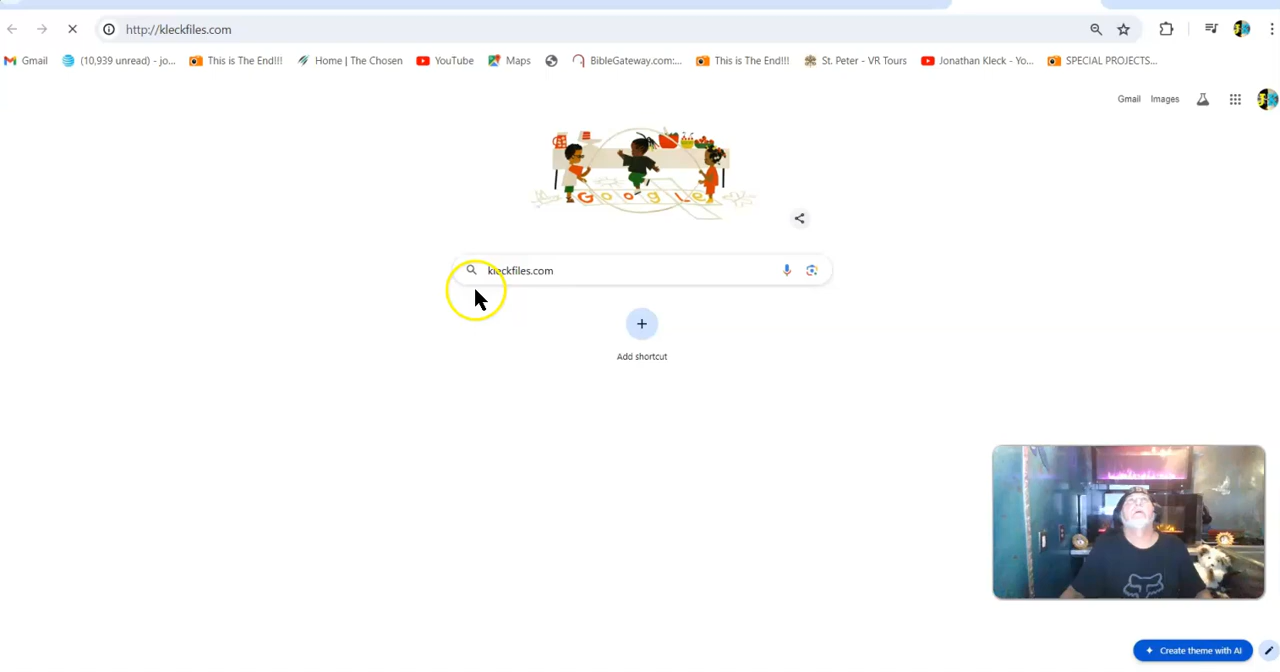 http://kleckfiles.com
Gmail (10,939 unread) - jo... This is The End!!! Home | The Chosen YouTube Maps BibleGateway.com:... This is The End!!! St. Peter - VR Tours Jonathan Kleck - Yo... SPECIAL PROJECTS...
Gmail Images
Google
kleckfiles.com
Add shortcut
FOX
Create theme with AI